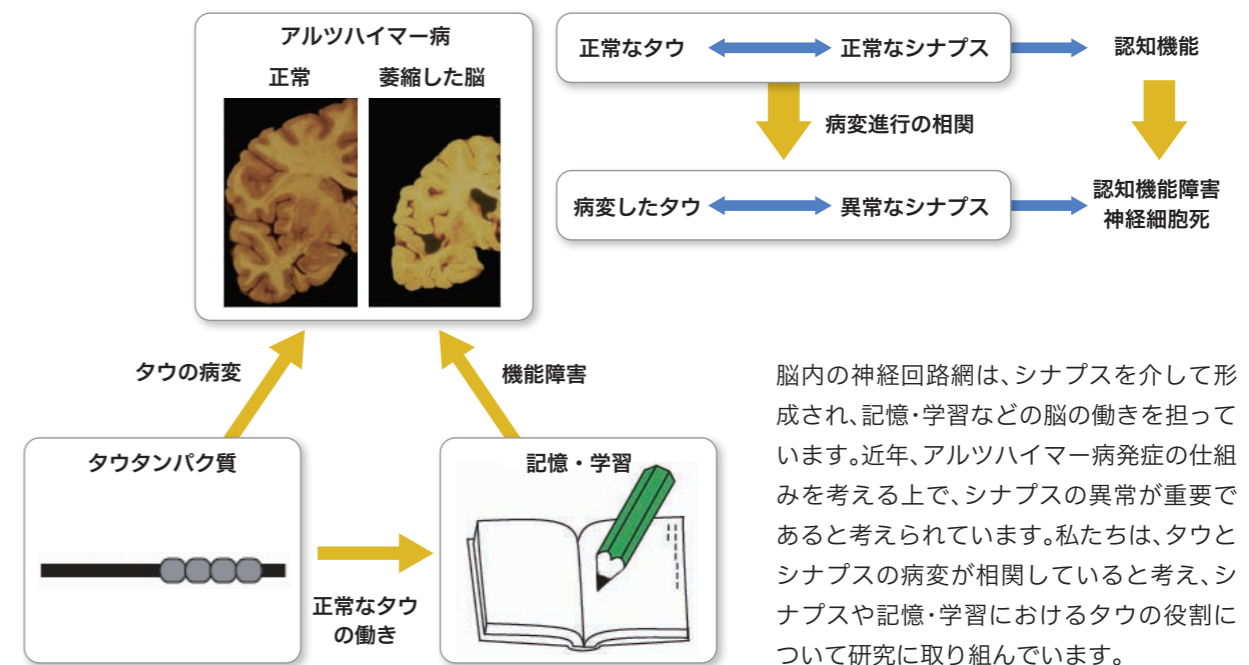 アルツハイマー病
正常 萎縮した脳
正常なタウ 正常なシナプス 認知機能
病変進行の相関
病変したタウ 異常なシナプス 認知機能障害
神経細胞死
タウの病変 機能障害
タウタンパク質
記憶・学習
正常なタウ
の働き
脳内の神経回路網は、シナプスを介して形
成され、記憶・学習などの脳の働きを担って
います。近年、アルツハイマー病発症の仕組
みを考える上で、シナプスの異常が重要で
あると考えられています。私たちは、タウと
シナプスの病変が相関していると考え、シ
ナプスや記憶・学習におけるタウの役割に
ついて研究に取り組んでいます。